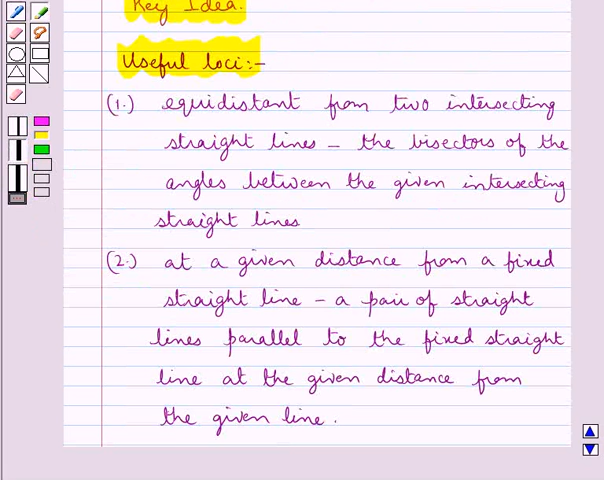 Key Idea.
Useful loci:-
(1.) equidistant from two intersecting
straight lines - the bisectors of the
angles between the given intersecting
straight lines
(2.) at a given distance from a fixed
straight line - a pair of straight
lines parallel to the fixed straight
line at the given distance from
the given line.